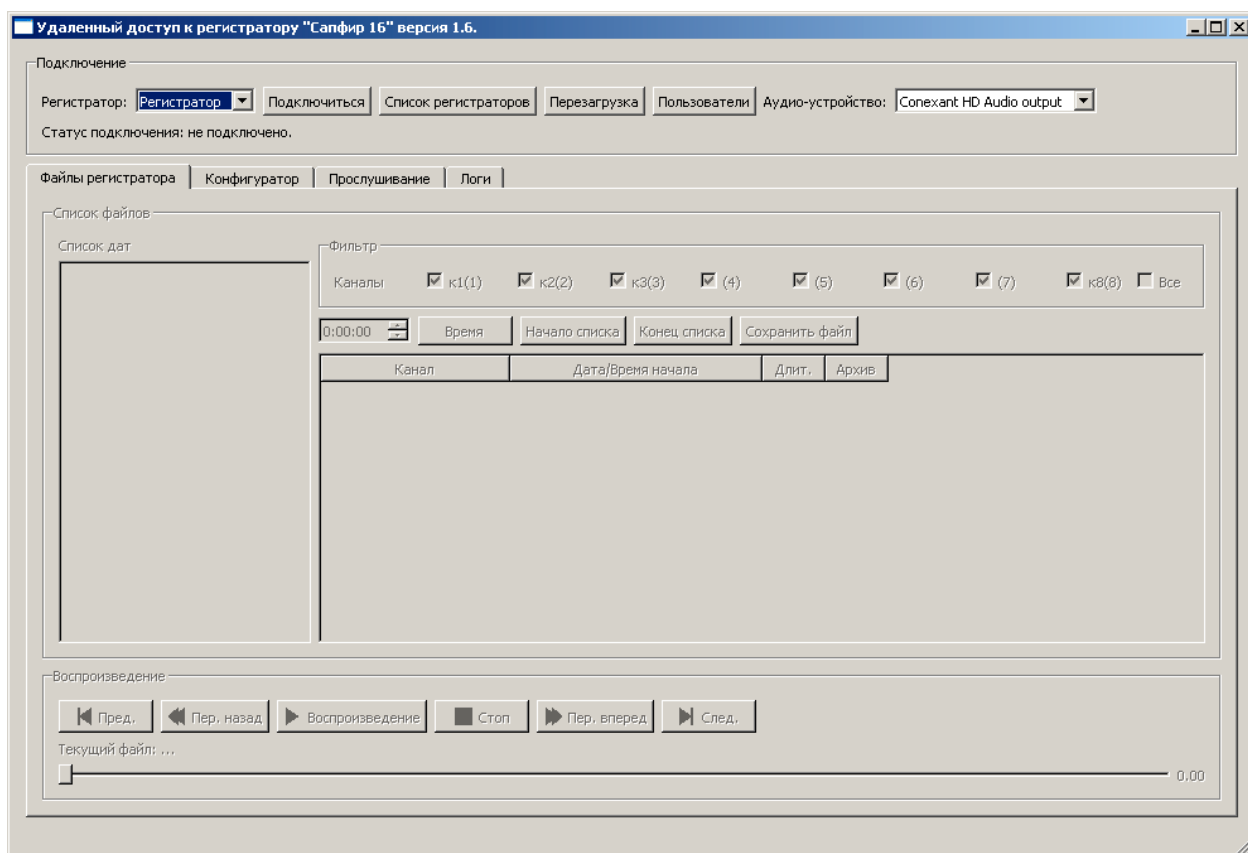 Удаленный доступ к регистратору "Сапфир 16" версия 1.6.
Подключение
Регистратор: Регистратор Подключиться Список регистраторов Перезагрузка Пользователи Аудио-устройство: Conexant HD Audio output
Статус подключения: не подключено.
Файлы регистратора Конфигуратор Прослушивание Логи
Список файлов
Список дат
Фильтр
Каналы к1(1) к2(2) к3(3) (4) (5) (6) (7) к8(8) Все
0:00:00 Время Начало списка Конец списка Сохранить файл
Канал Дата/Время начала Длит. Архив
Воспроизведение
Пред. Пер. назад Воспроизведение Стоп Пер. вперед След.
Текущий файл: ...
0.00